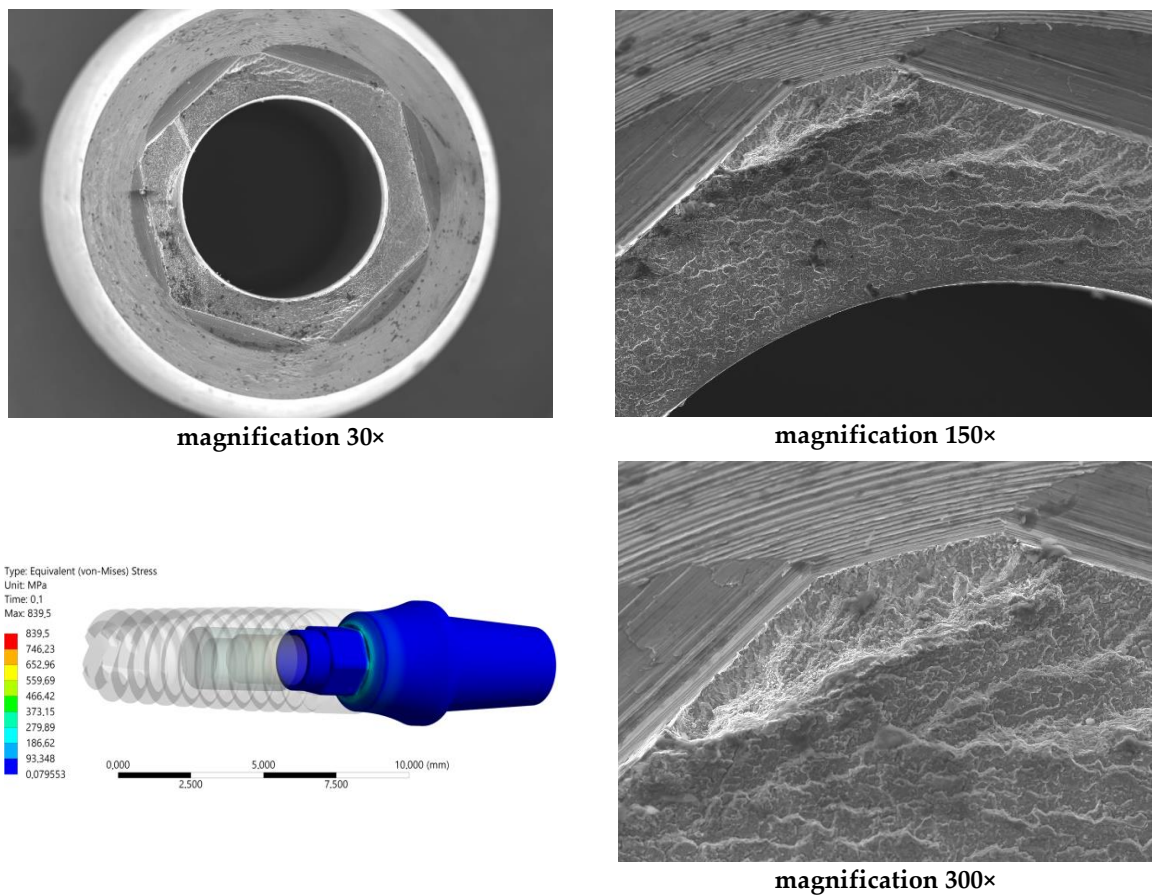 magnification 30×
magnification 150×
Type: Equivalent (von-Mises) Stress
Unit: MPa
Time: 0,1
Max: 839,5
839,5
746,23
652,96
559,69
466,42
373,15
279,89
186,62
93,348
0,079553
0,000 5,000 10,000 (mm)
2,500 7,500
magnification 300×